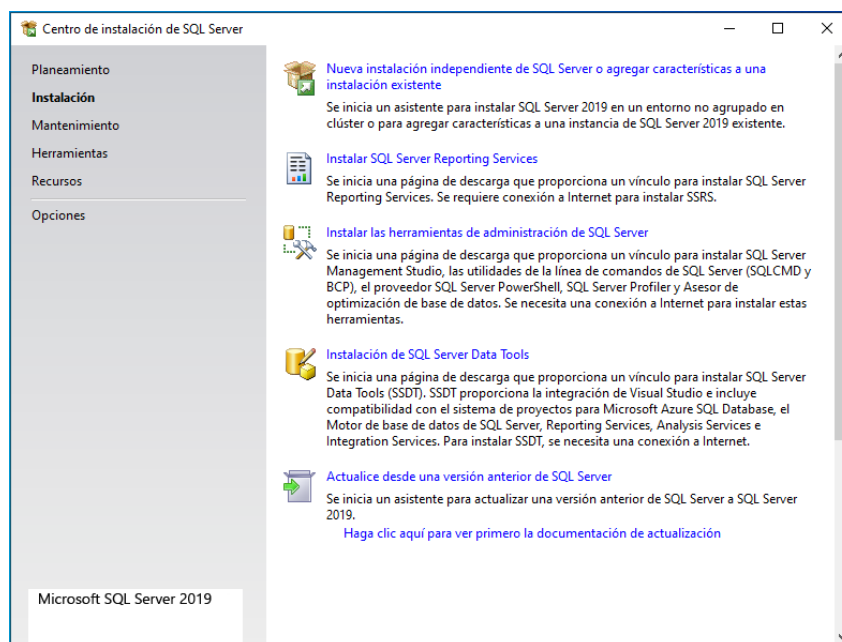 Centro de instalación de SQL Server
Planeamiento
Instalación
Mantenimiento
Herramientas
Recursos
Opciones
Microsoft SQL Server 2019
Nueva instalación independiente de SQL Server o agregar características a una
instalación existente
Se inicia un asistente para instalar SQL Server 2019 en un entorno no agrupado en
clúster o para agregar características a una instancia de SQL Server 2019 existente.
Instalar SQL Server Reporting Services
Se inicia una página de descarga que proporciona un vínculo para instalar SQL Server
Reporting Services. Se requiere conexión a Internet para instalar SSRS.
Instalar las herramientas de administración de SQL Server
Se inicia una página de descarga que proporciona un vínculo para instalar SQL Server
Management Studio, las utilidades de la línea de comandos de SQL Server (SQLCMD y
BCP), el proveedor SQL Server PowerShell, SQL Server Profiler y Asesor de
optimización de base de datos. Se necesita una conexión a Internet para instalar estas
herramientas.
Instalación de SQL Server Data Tools
Se inicia una página de descarga que proporciona un vínculo para instalar SQL Server
Data Tools (SSDT). SSDT proporciona la integración de Visual Studio e incluye
compatibilidad con el sistema de proyectos para Microsoft Azure SQL Database, el
Motor de base de datos de SQL Server, Reporting Services, Analysis Services e
Integration Services. Para instalar SSDT, se necesita una conexión a Internet.
Actualice desde una versión anterior de SQL Server
Se inicia un asistente para actualizar una versión anterior de SQL Server a SQL Server
2019.
Haga clic aquí para ver primero la documentación de actualización